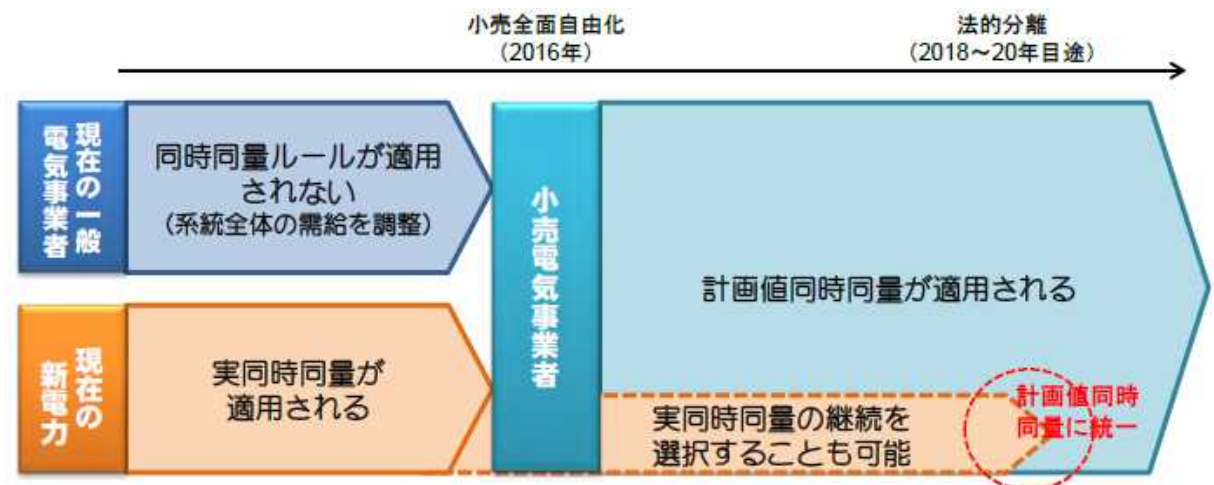 小売全面自由化
（2016年）
法的分離
（2018～20年目途）
現在の一般
電気事業者
同時同量ルールが適用
されない
（系統全体の需給を調整）
現在の
新電力
実同時同量が
適用される
小売電気事業者
計画値同時同量が適用される
実同時同量の継続を
選択することも可能
計画値同時
同量に統一